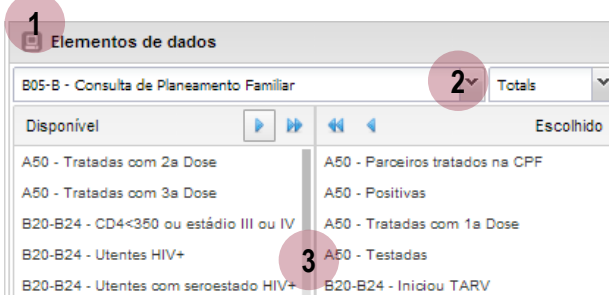 1
Elementos de dados
B05-B - Consulta de Planeamento Familiar
2
Totals
Disponível
Escolhido
A50 - Tratadas com 2a Dose
A50 - Parceiros tratados na CPF
A50 - Tratadas com 3a Dose
A50 - Positivas
B20-B24 - CD4<350 ou estádio III ou IV
A50 - Tratadas com 1a Dose
B20-B24 - Utentes HIV+
3
A50 - Testadas
B20-B24 - Utentes com seroestado HIV+
B20-B24 - Iniciou TARV